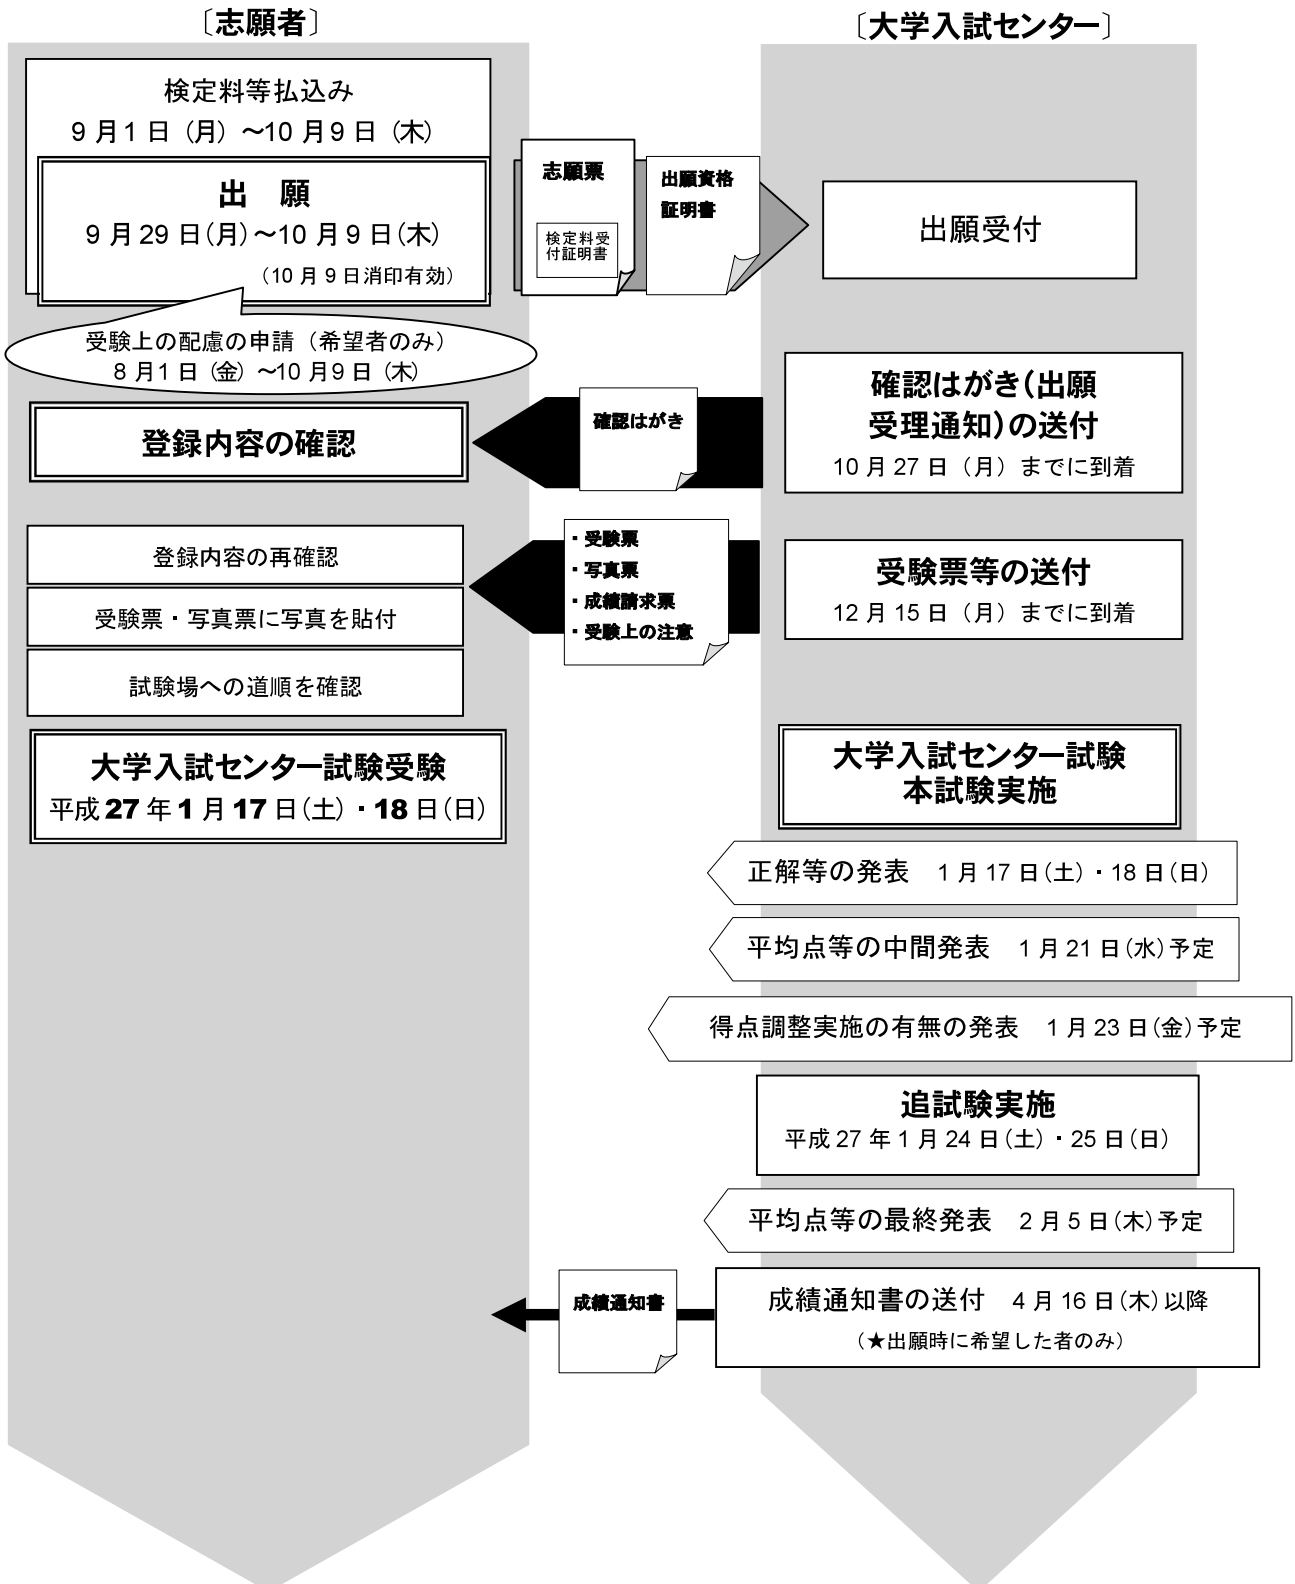 〔志願者〕
〔大学入試センター〕
検定料等払込み
9月1日（月）～10月9日（木）
出　願
9月29日(月)～10月9日(木)
（10月9日消印有効）
受験上の配慮の申請（希望者のみ）
8月1日（金）～10月9日（木）
志願票
検定料受
付証明書
出願資格
証明書
出願受付
確認はがき(出願
受理通知)の送付
10月27日（月）までに到着
確認はがき
登録内容の確認
登録内容の再確認
受験票・写真票に写真を貼付
試験場への道順を確認
・受験票
・写真票
・成績請求票
・受験上の注意
受験票等の送付
12月15日（月）までに到着
大学入試センター試験受験
平成27年1月17日(土)・18日(日)
大学入試センター試験
本試験実施
正解等の発表　1月17日(土)・18日(日)
平均点等の中間発表　1月21日(水)予定
得点調整実施の有無の発表　1月23日(金)予定
追試験実施
平成27年1月24日(土)・25日(日)
平均点等の最終発表　2月5日(木)予定
成績通知書
成績通知書の送付　4月16日(木)以降
（★出願時に希望した者のみ）